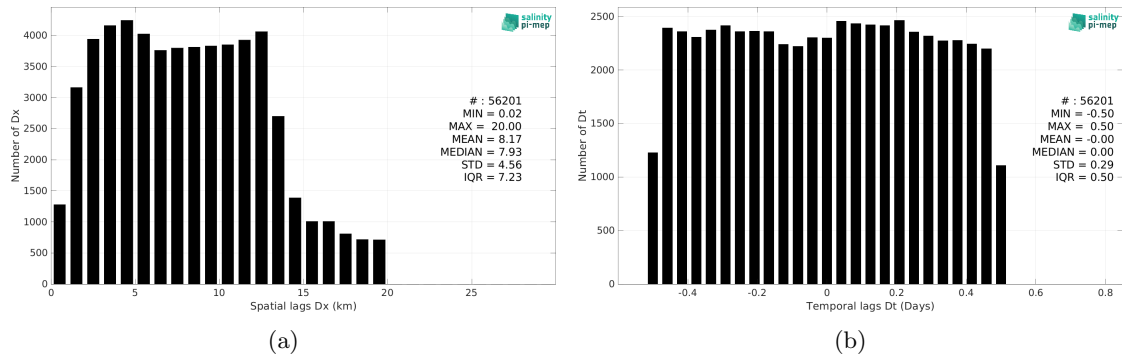 salinity
pi-mep
4000
3500
3000
2500
2000
1500
1000
500
0
Number of Dx
# : 56201
MIN = 0.02
MAX = 20.00
MEAN = 8.17
MEDIAN = 7.93
STD = 4.56
IQR = 7.23
0 5 10 15 20 25
Spatial lags Dx (km)
(a)
salinity
pi-mep
2500
2000
1500
1000
500
0
Number of Dt
# : 56201
MIN = -0.50
MAX = 0.50
MEAN = -0.00
MEDIAN = 0.00
STD = 0.29
IQR = 0.50
-0.4 -0.2 0 0.2 0.4 0.6 0.8
Temporal lags Dt (Days)
(b)